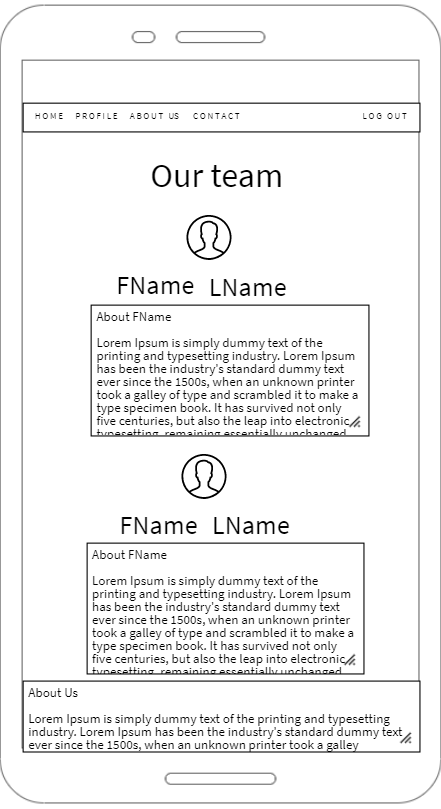 HOME PROFILE ABOUT US CONTACT LOG OUT
Our team
FName LName
About FName
Lorem Ipsum is simply dummy text of the
printing and typesetting industry. Lorem Ipsum
has been the industry's standard dummy text
ever since the 1500s, when an unknown printer
took a galley of type and scrambled it to make a
type specimen book. It has survived not only
five centuries, but also the leap into electronic
typesetting, remaining essentially unchanged.
FName LName
About FName
Lorem Ipsum is simply dummy text of the
printing and typesetting industry. Lorem Ipsum
has been the industry's standard dummy text
ever since the 1500s, when an unknown printer
took a galley of type and scrambled it to make a
type specimen book. It has survived not only
five centuries, but also the leap into electronic
typesetting, remaining essentially unchanged.
About Us
Lorem Ipsum is simply dummy text of the printing and typesetting
industry. Lorem Ipsum has been the industry's standard dummy text
ever since the 1500s, when an unknown printer took a galley